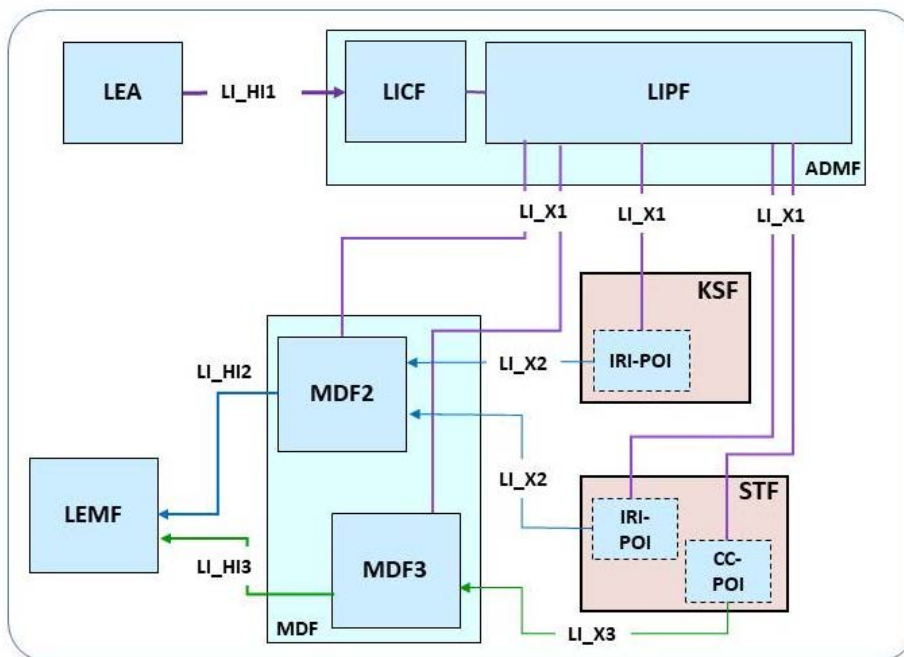 LEA
LI_HI1
LICF
LIPF
ADMF
LI_X1
LI_X1
LI_X1
KSF
IRI-POI
LI_X2
LI_HI2
MDF2
LI_X2
STF
IRI-
POI
CC-
POI
LEMF
LI_HI3
MDF3
MDF
LI_X3